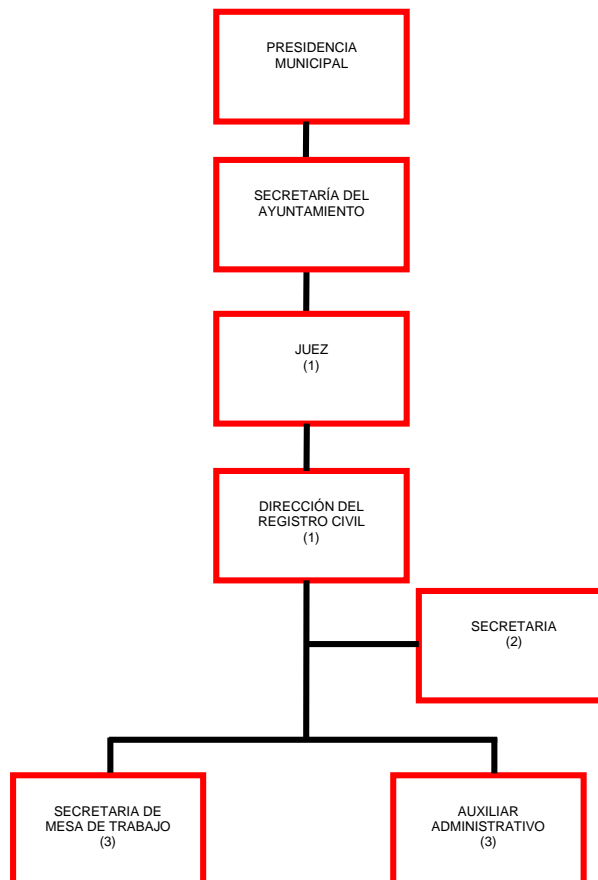 PRESIDENCIA
MUNICIPAL
SECRETARÍA DEL
AYUNTAMIENTO
JUEZ
(1)
DIRECCIÓN DEL
REGISTRO CIVIL
(1)
SECRETARIA
(2)
SECRETARIA DE
MESA DE TRABAJO
(3)
AUXILIAR
ADMINISTRATIVO
(3)